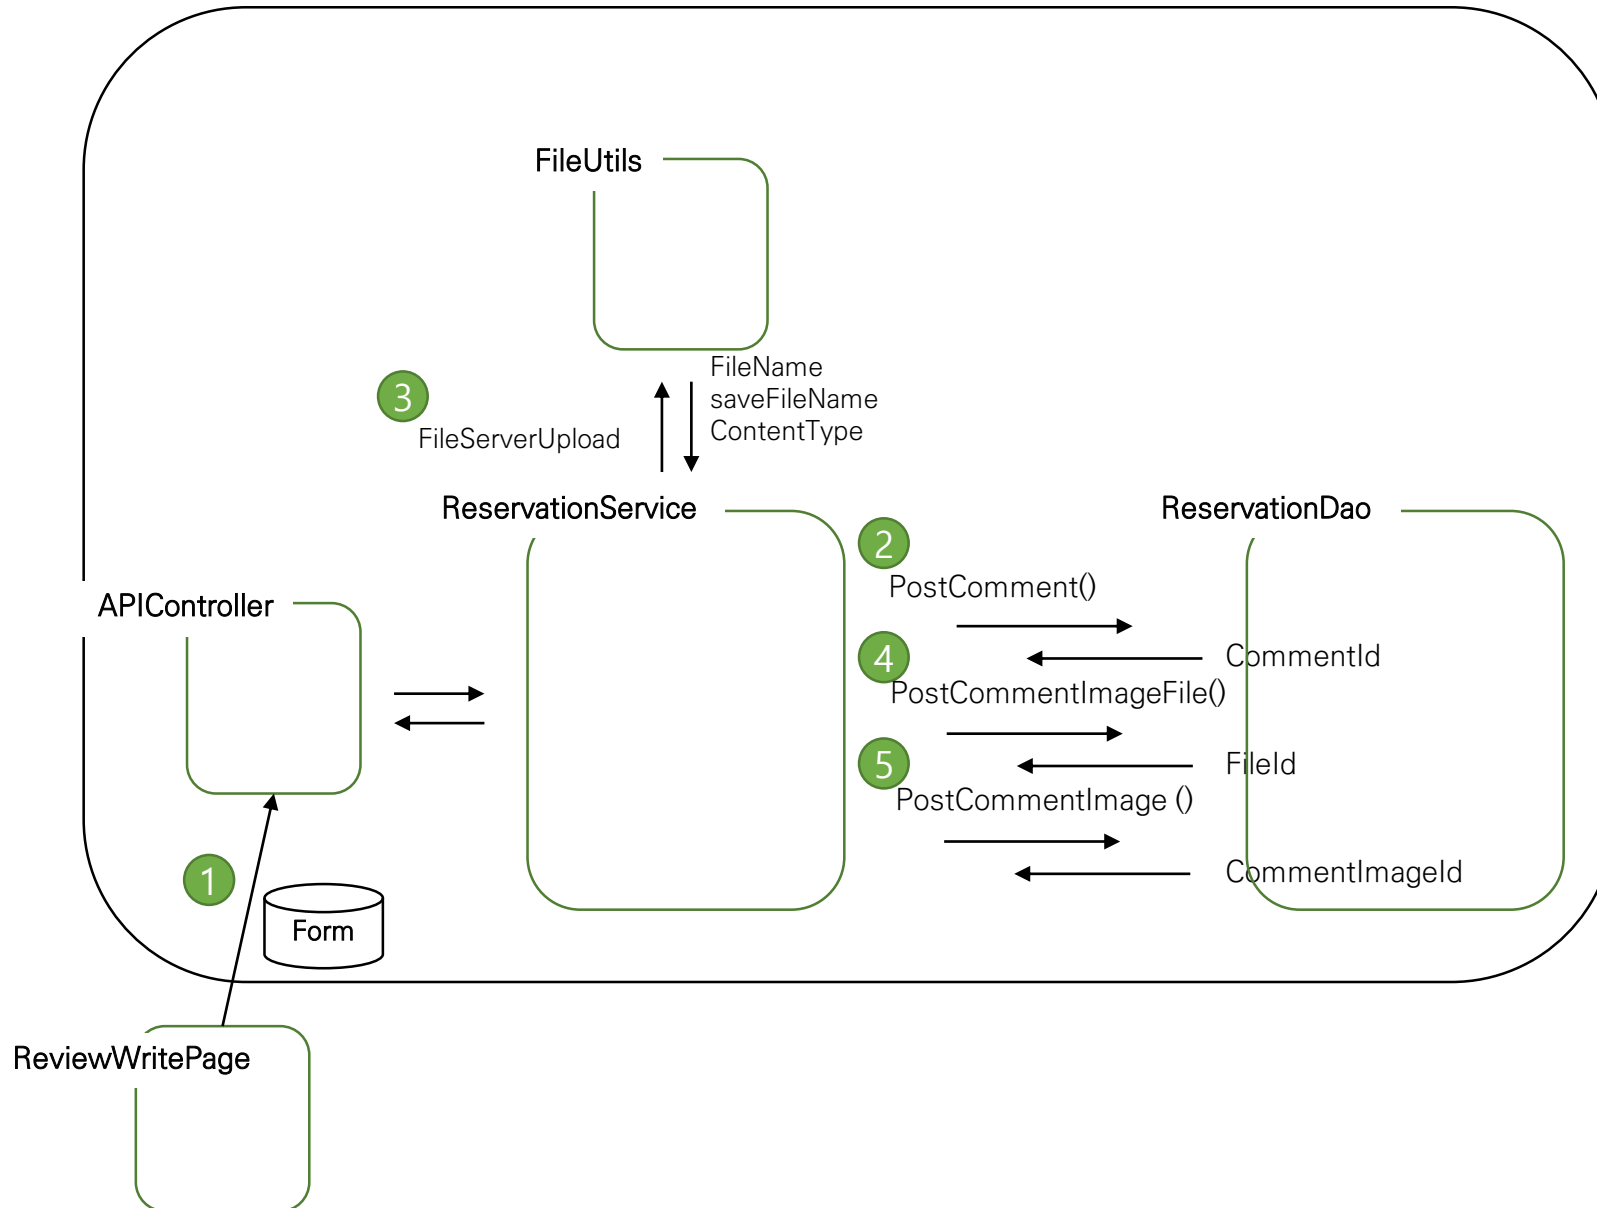 FileUtils
FileName
saveFileName
ContentType
3
FileServerUpload
ReservationService
ReservationDao
2
PostComment()
APIController
CommentId
4
PostCommentImageFile()
FileId
5
PostCommentImage ()
CommentImageId
1
Form
ReviewWritePage